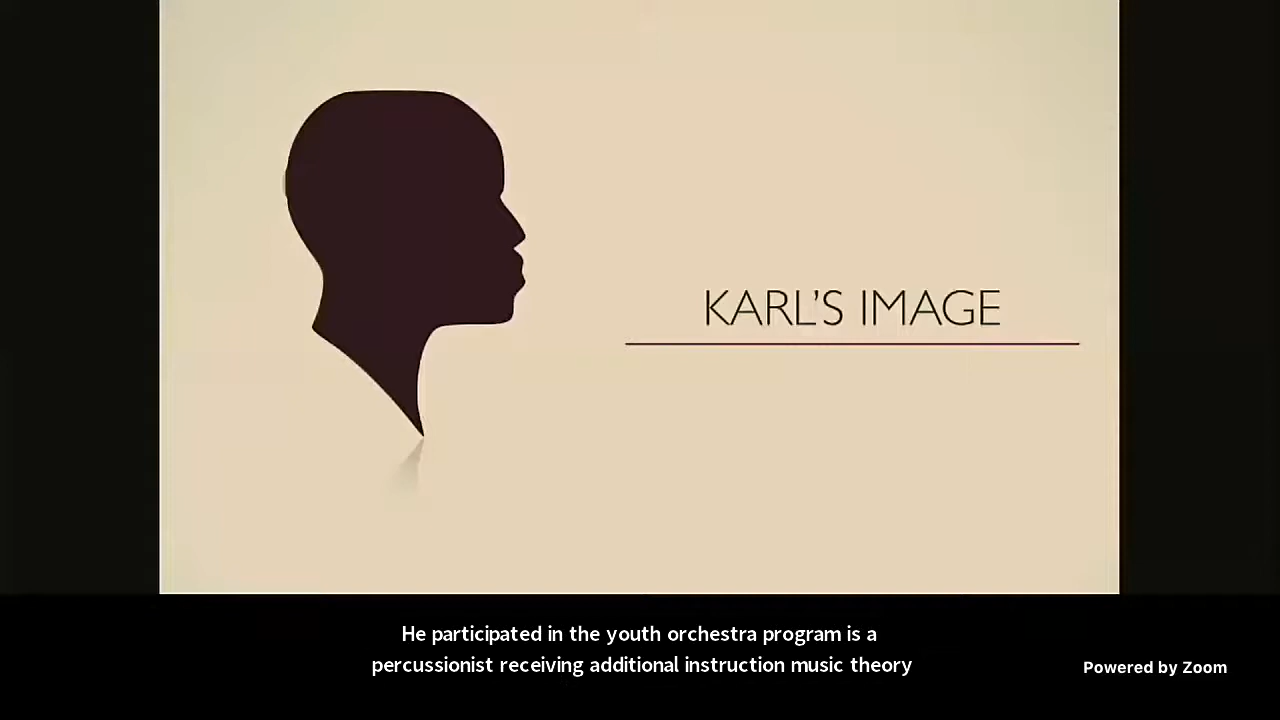 KARL'S IMAGE
He participated in the youth orchestra program is a
percussionist receiving additional instruction music theory
Powered by Zoom